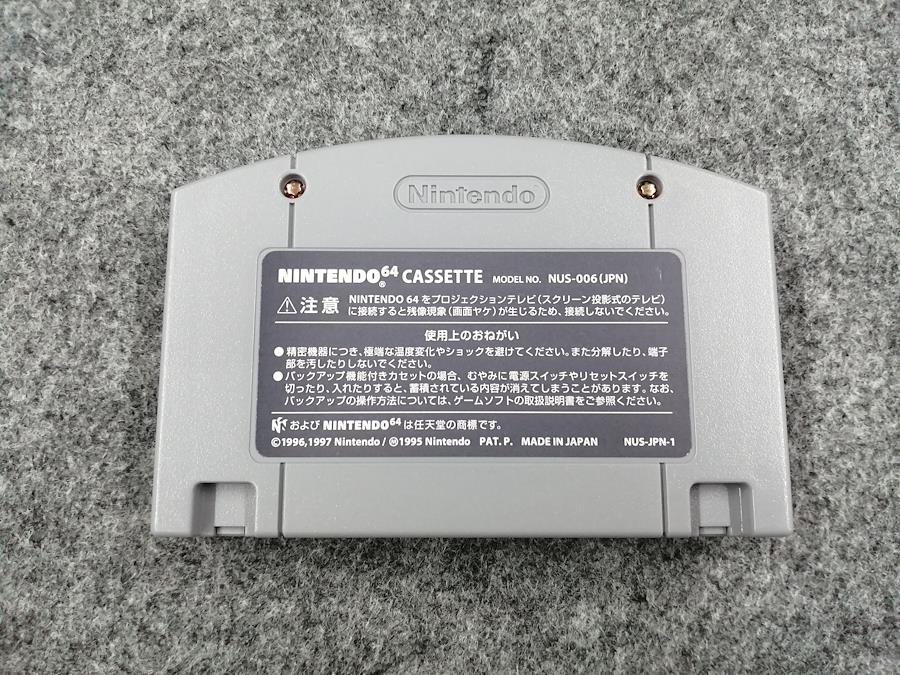 Nintendo
NINTENDO64® CASSETTE MODEL NO. NUS-006(JPN)
⚠注意 NINTENDO 64 をプロジェクションテレビ(スクリーン投影式のテレビ)
に接続すると残像現象(画面ヤケ)が生じるため、接続しないでください。
使用上のおねがい
●精密機器につき、極端な温度変化やショックを避けてください。また分解したり、端子
部を汚したりしないでください。
●バックアップ機能付きカセットの場合、むやみに電源スイッチやリセットスイッチを
切ったり、入れたりすると、蓄積されている内容が消えてしまうことがあります。なお、
バックアップの操作方法については、ゲームソフトの取扱説明書をご参照ください。
および NINTENDO64 は任天堂の商標です。
©1996,1997 Nintendo / Ⓜ1995 Nintendo PAT. P. MADE IN JAPAN NUS-JPN-1